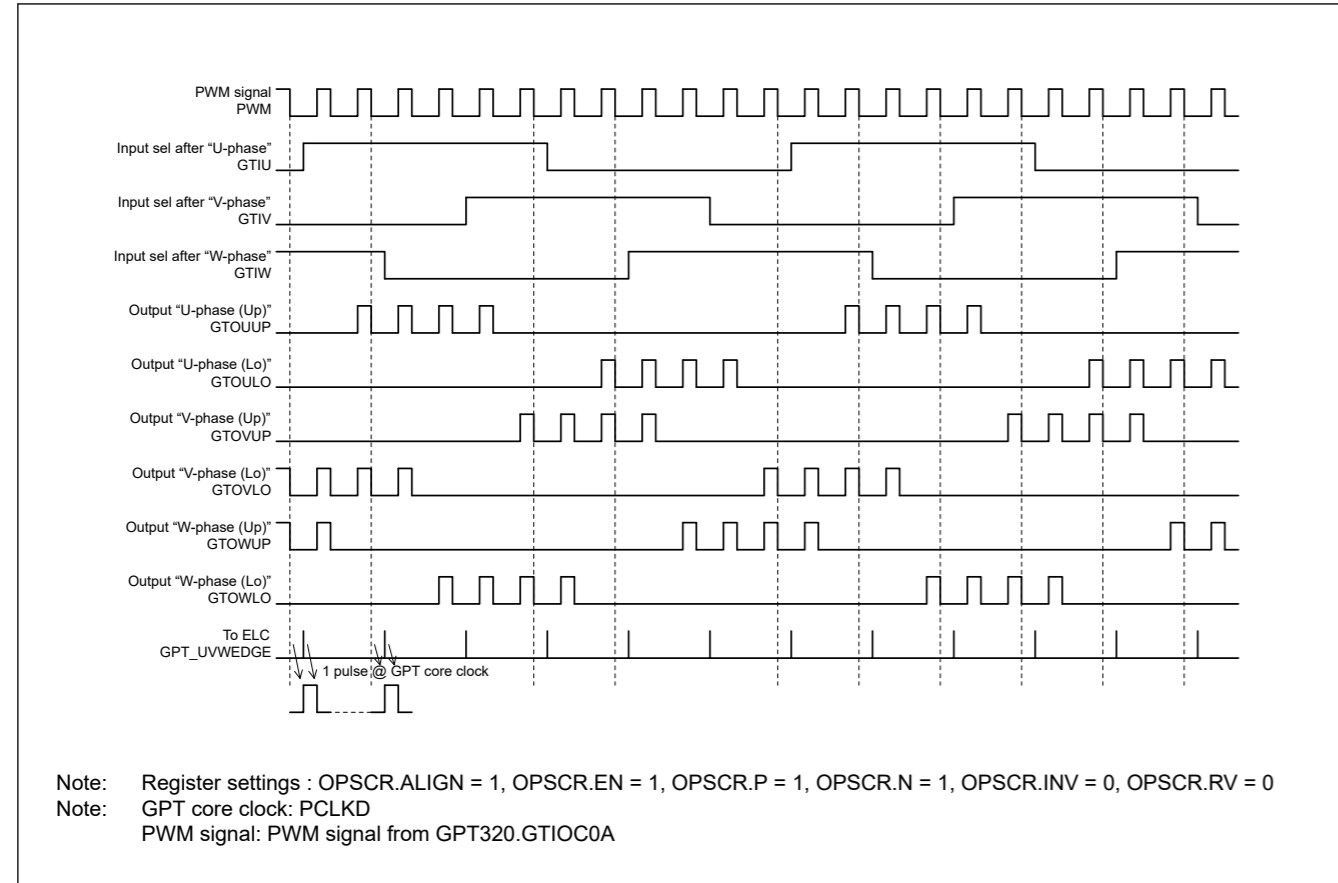 PWM signal
PWM
Input sel after “U-phase”
GTIU
Input sel after “V-phase”
GTIV
Input sel after “W-phase”
GTIW
Output “U-phase (Up)”
GTOUUP
Output “U-phase (Lo)”
GTOULO
Output “V-phase (Up)”
GTOVUP
Output “V-phase (Lo)”
GTOVLO
Output “W-phase (Up)”
GTOWUP
Output “W-phase (Lo)”
GTOWLO
To ELC
GPT_UVWEDGE
1 pulse @ GPT core clock
Note: Register settings : OPSCR.ALIGN = 1, OPSCR.EN = 1, OPSCR.P = 1, OPSCR.N = 1, OPSCR.INV = 0, OPSCR.RV = 0
Note: GPT core clock: PCLKD
PWM signal: PWM signal from GPT320.GTIOC0A